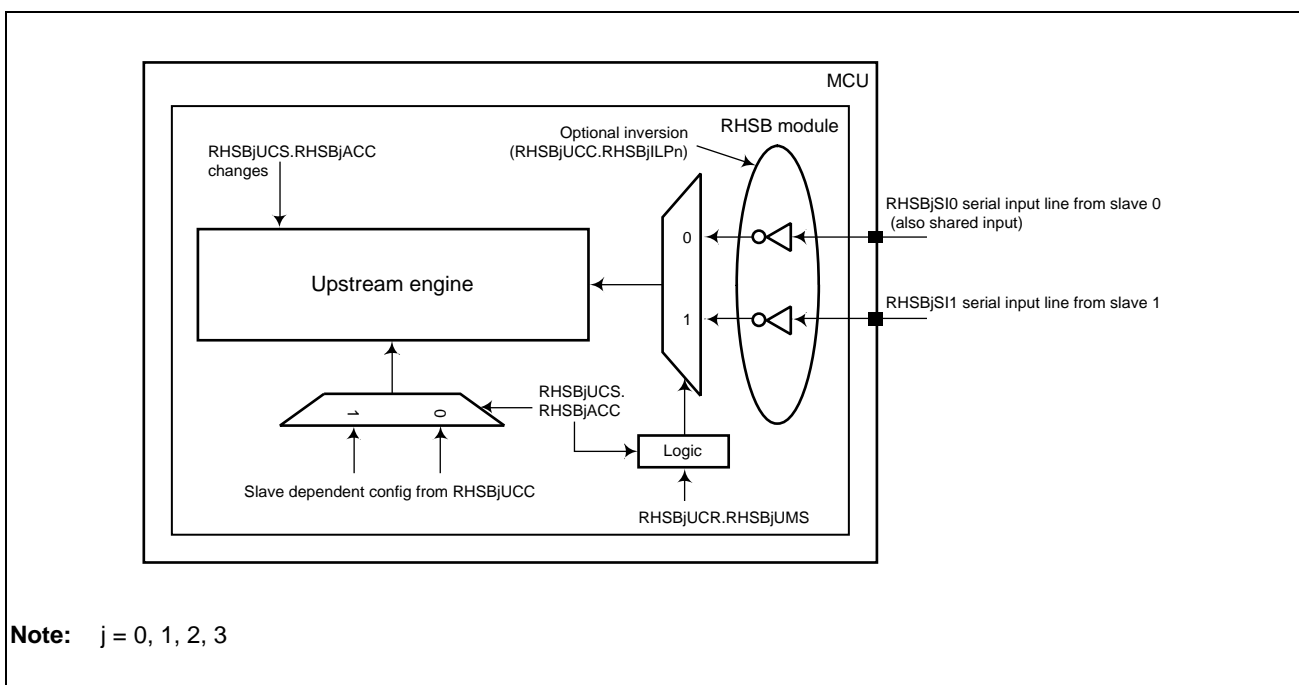 MCU
RHSB module
Optional inversion
(RHSBjUCC.RHSBjILPn)
RHSBjUCS.RHSBjACC
changes
RHSBjSI0 serial input line from slave 0
(also shared input)
0
Upstream engine
RHSBjSI1 serial input line from slave 1
1
RHSBjUCS.
RHSBjACC
1 0
Logic
Slave dependent config from RHSBjUCC
RHSBjUCR.RHSBjUMS
Note: j = 0, 1, 2, 3